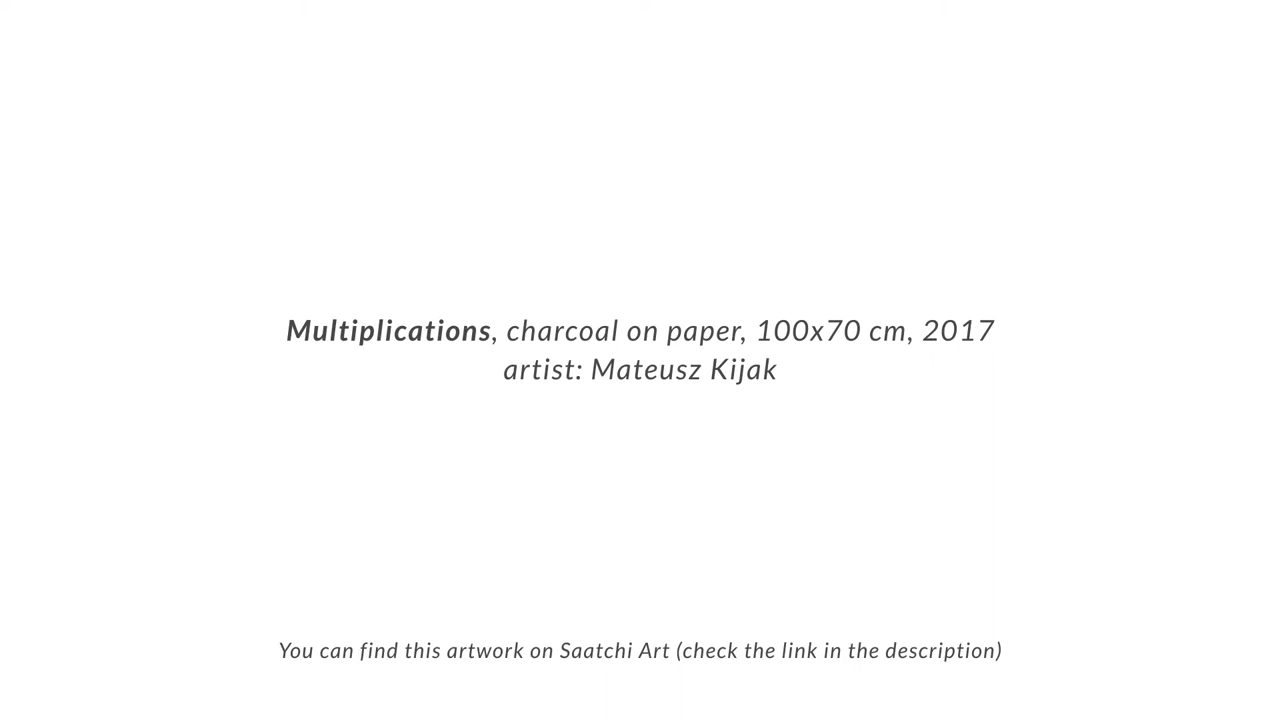 Multiplications, charcoal on paper, 100x70 cm, 2017
artist: Mateusz Kijak
You can find this artwork on Saatchi Art (check the link in the description)